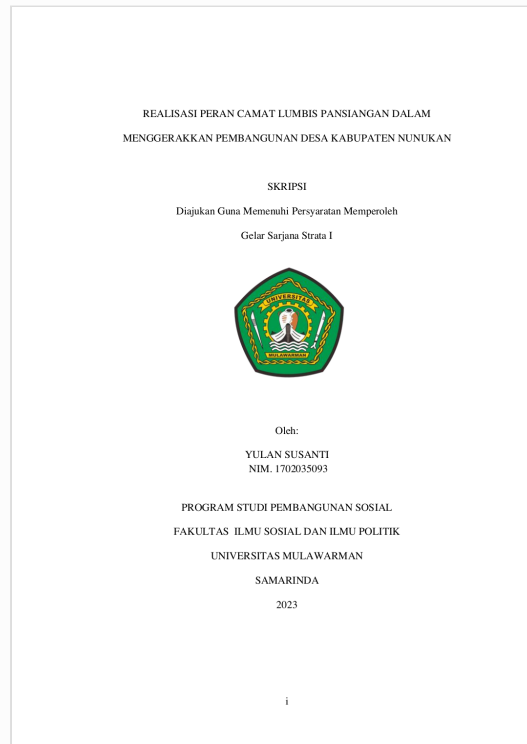 REALISASI PERAN CAMAT LUMBIS PANSIANGAN DALAM
MENGGERAKKAN PEMBANGUNAN DESA KABUPATEN NUNUKAN
SKRIPSI
Diajukan Guna Memenuhi Persyaratan Memperoleh
Gelar Sarjana Strata I
UNIVERSITAS
MULAWARMAN
Oleh:
YULAN SUSANTI
NIM. 1702035093
PROGRAM STUDI PEMBANGUNAN SOSIAL
FAKULTAS ILMU SOSIAL DAN ILMU POLITIK
UNIVERSITAS MULAWARMAN
SAMARINDA
2023
i